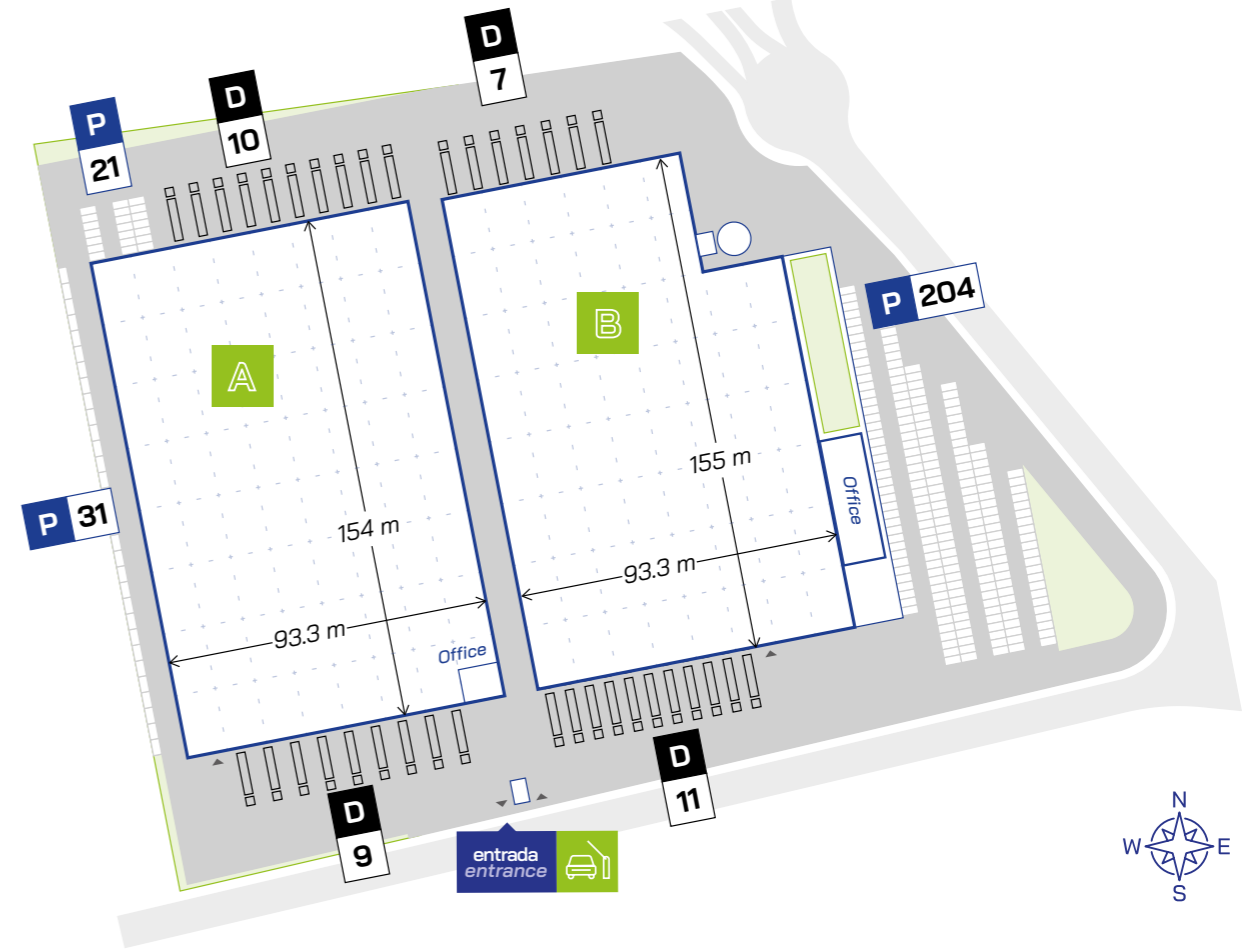 D
7
D
10
P
21
P 204
A
B
155 m
154 m
Office
P 31
93.3 m
93.3 m
Office
D
11
D
9
entrada
entrance
N
W E
S